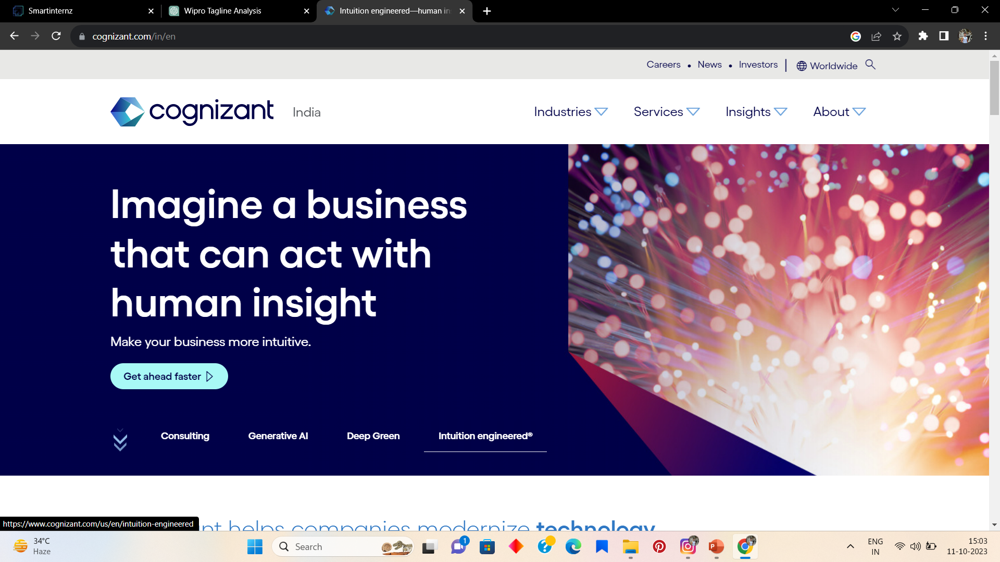 Smartinternz
Wipro Tagline Analysis
Intuition engineered—human in
cognizant.com/in/en
Careers • News • Investors | Worldwide
cognizant India
Industries Services Insights About
Imagine a business
that can act with
human insight
Make your business more intuitive.
Get ahead faster
Consulting Generative AI Deep Green Intuition engineered®
nt helps companies modernize technology
https://www.cognizant.com/us/en/intuition-engineered
34°C
Haze
Search
1
ENG
IN
15:03
11-10-2023